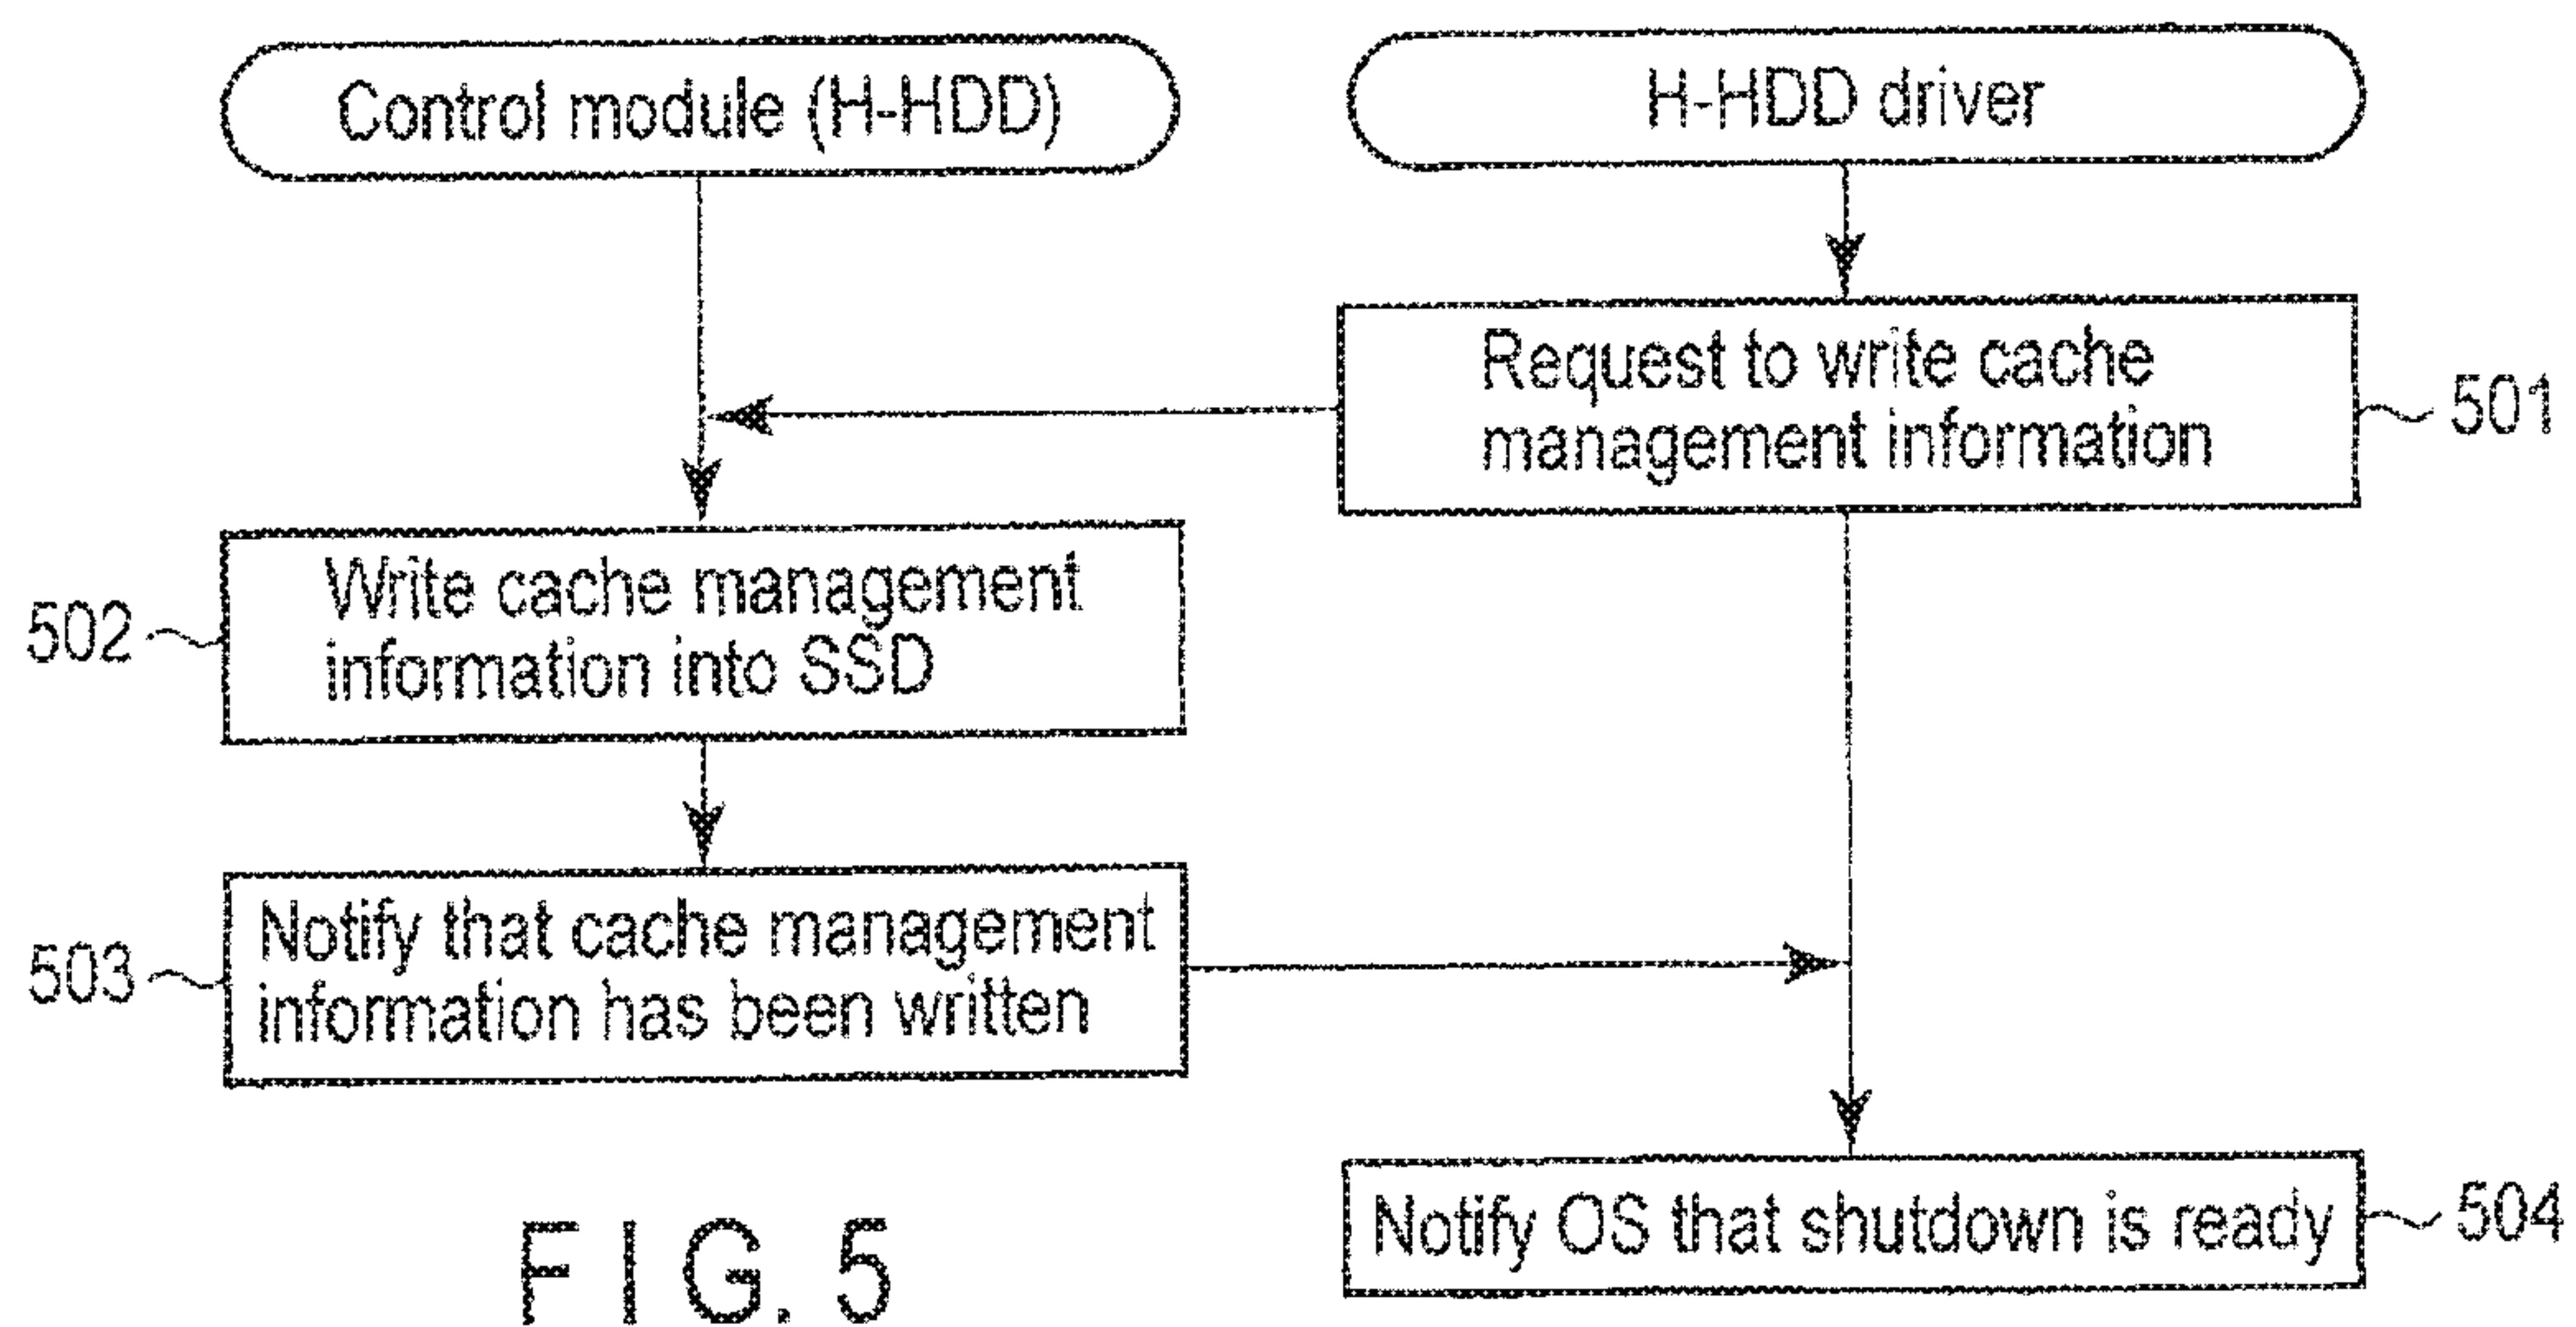 Control module (H-HDD)
H-HDD driver
Request to write cache
management information
501
Write cache management
information into SSD
502
Notify that cache management
information has been written
503
Notify OS that shutdown is ready
504
FIG. 5